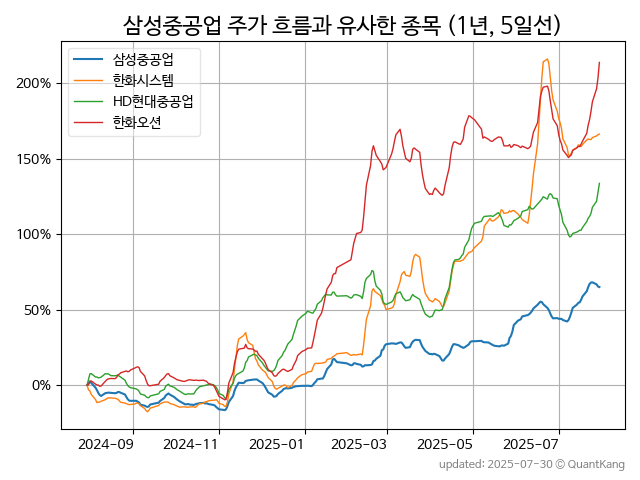 삼성중공업 주가 흐름과 유사한 종목 (1년, 5일선)
삼성중공업
한화시스템
HD현대중공업
한화오션
200%
150%
100%
50%
0%
2024-09 2024-11 2025-01 2025-03 2025-05 2025-07
updated: 2025-07-30 © QuantKang